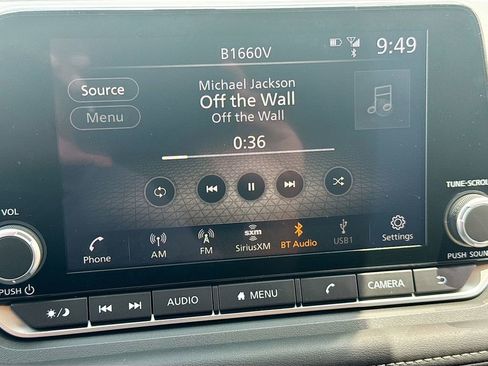 B1660V
9:49
Source
Michael Jackson
Off the Wall
Off the Wall
Menu
0:36
VOL
TUNE-SCROLL
Phone
AM
FM
sxm
SiriusXM
BT Audio
USB1
Settings
PUSH
PUSH SOUN
AUDIO
MENU
CAMERA